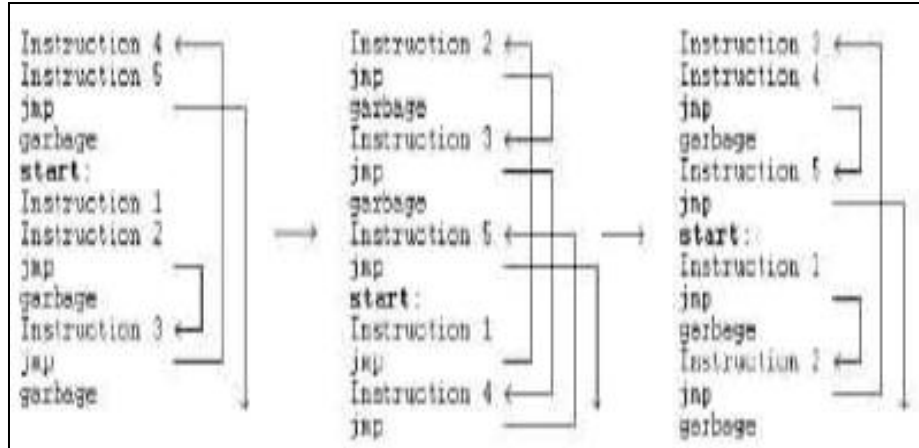 Instruction 4
Instruction 5
jmp
garbage
start:
Instruction 1
Instruction 2
jmp
garbage
Instruction 3
jmp
garbage
Instruction 2
jmp
garbage
Instruction 3
jmp
garbage
Instruction 5
jmp
start:
Instruction 1
jmp
Instruction 4
jmp
Instruction 3
Instruction 4
jmp
garbage
Instruction 5
jmp
start:
Instruction 1
jmp
garbage
Instruction 2
jmp
garbage